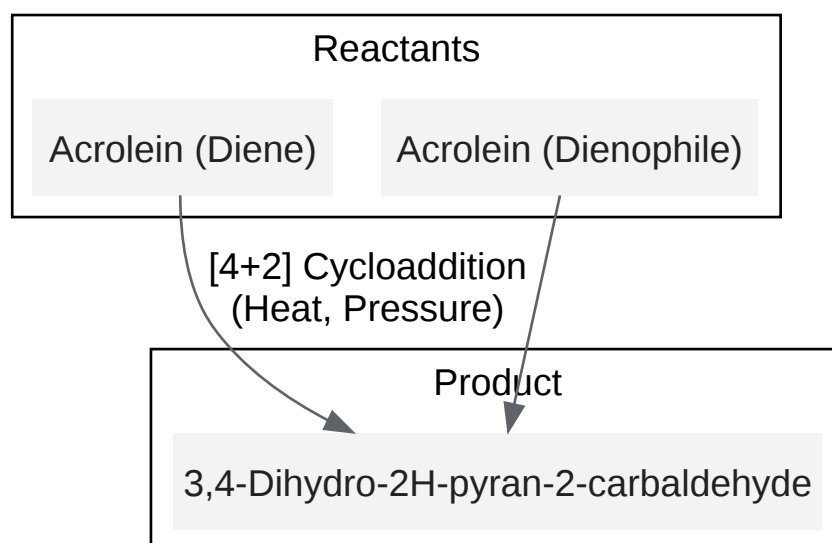 Reactants
Acrolein (Diene)
Acrolein (Dienophile)
[4+2] Cycloaddition
(Heat, Pressure)
Product
3,4-Dihydro-2H-pyran-2-carbaldehyde